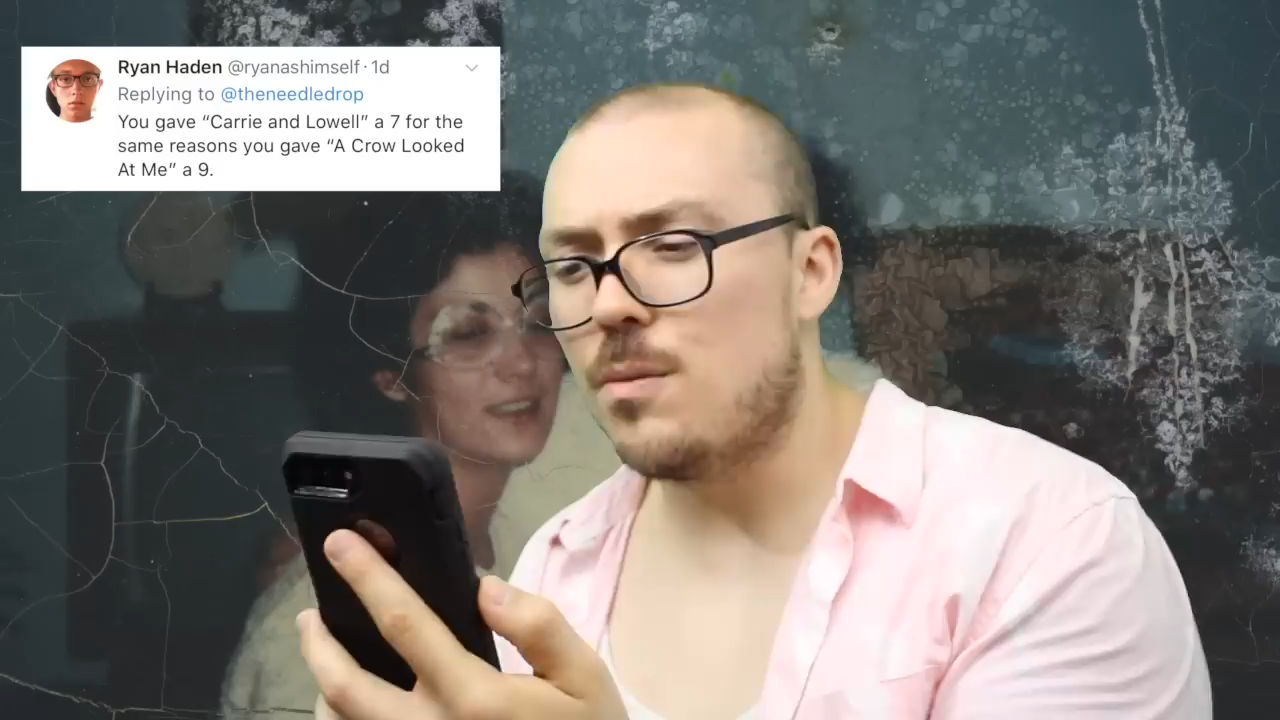 Ryan Haden @ryanashimself · 1d
Replying to @theneedledrop
You gave “Carrie and Lowell” a 7 for the
same reasons you gave “A Crow Looked
At Me” a 9.